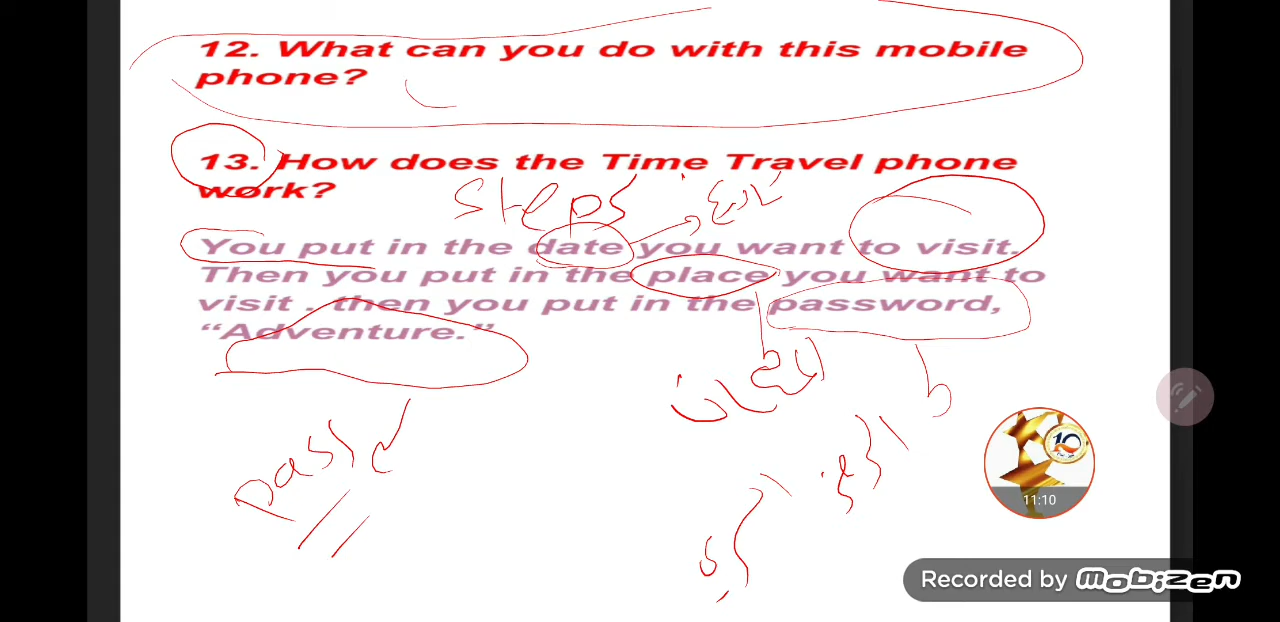 12. What can you do with this mobile
phone?
13. How does the Time Travel phone
work?
steps
You put in the date you want to visit.
Then you put in the place you want to
visit . then you put in the password,
“Adventure.”
المكان
10
11:10
Recorded by Mobizen